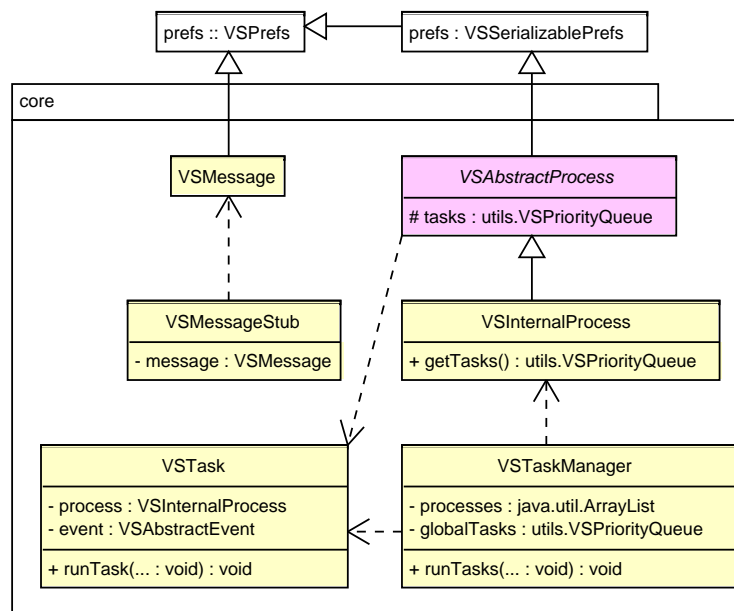 prefs :: VSPrefs
prefs : VSSerializablePrefs
core
VSMessage
VSAbstractProcess
# tasks : utils.VSPriorityQueue
VSMessageStub
- message : VSMessage
VSInternalProcess
+ getTasks() : utils.VSPriorityQueue
VSTask
- process : VSInternalProcess
- event : VSAbstractEvent
+ runTask(... : void) : void
VSTaskManager
- processes : java.util.ArrayList
- globalTasks : utils.VSPriorityQueue
+ runTasks(... : void) : void